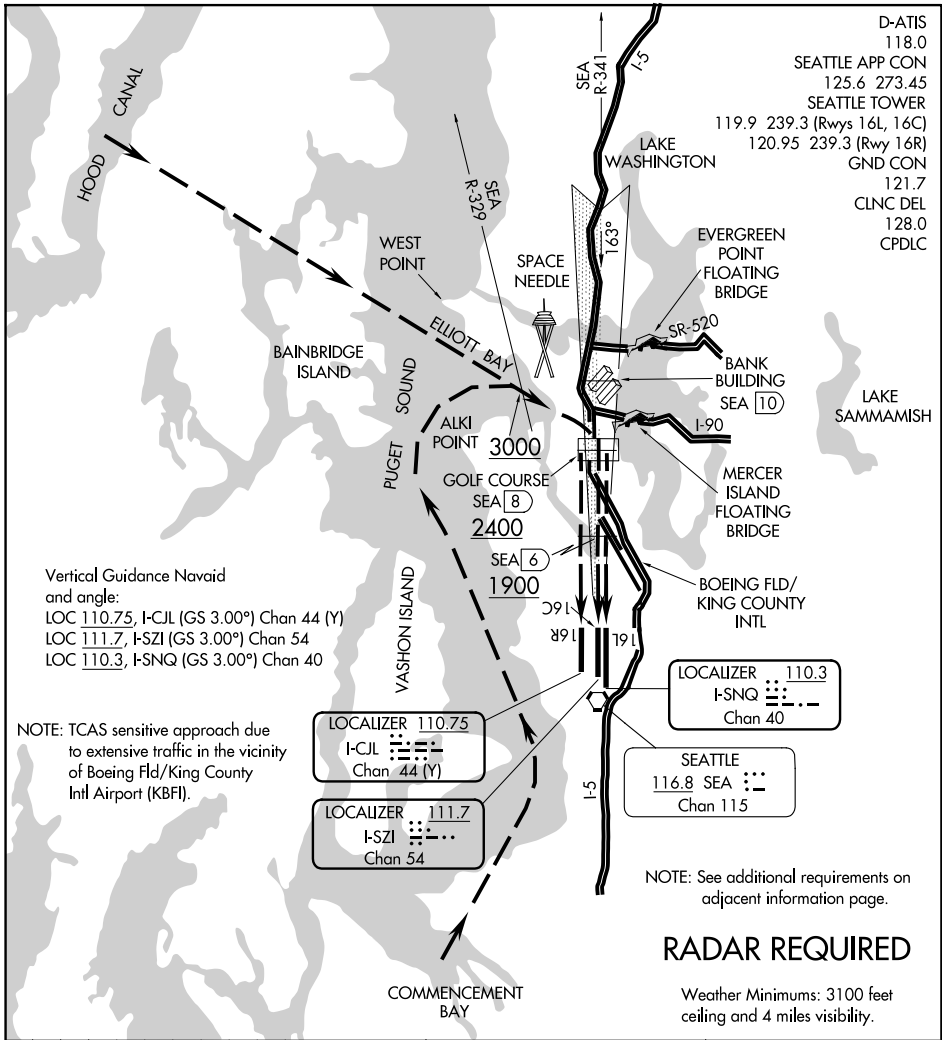 D-ATIS
118.0
SEATTLE APP CON
125.6 273.45
SEATTLE TOWER
119.9 239.3 (Rwys 16L, 16C)
120.95 239.3 (Rwy 16R)
GND CON
121.7
CLNC DEL
128.0
CPDLC
HOOD CANAL
SEA
R-341
I-5
LAKE
WASHINGTON
SEA
R-329
163°
WEST
POINT
SPACE
NEEDLE
EVERGREEN
POINT
FLOATING
BRIDGE
SR-520
ELLIOTT BAY
BAINBRIDGE
ISLAND
BANK
BUILDING
SEA 10
LAKE
SAMMAMISH
PUGET SOUND
ALKI
POINT
3000
I-90
GOLF COURSE
SEA 8
2400
MERCER
ISLAND
FLOATING
BRIDGE
SEA 6
1900
BOEING FLD/
KING COUNTY
INTL
Vertical Guidance Navaid
and angle:
LOC 110.75, I-CJL (GS 3.00°) Chan 44 (Y)
LOC 111.7, I-SZI (GS 3.00°) Chan 54
LOC 110.3, I-SNQ (GS 3.00°) Chan 40
VASHON ISLAND
16R
16C
16L
LOCALIZER 110.3
I-SNQ
Chan 40
NOTE: TCAS sensitive approach due
to extensive traffic in the vicinity
of Boeing Fld/King County
Intl Airport (KBFI).
LOCALIZER 110.75
I-CJL
Chan 44 (Y)
SEATTLE
116.8 SEA
Chan 115
LOCALIZER 111.7
I-SZI
Chan 54
I-5
NOTE: See additional requirements on
adjacent information page.
RADAR REQUIRED
COMMENCEMENT
BAY
Weather Minimums: 3100 feet
ceiling and 4 miles visibility.